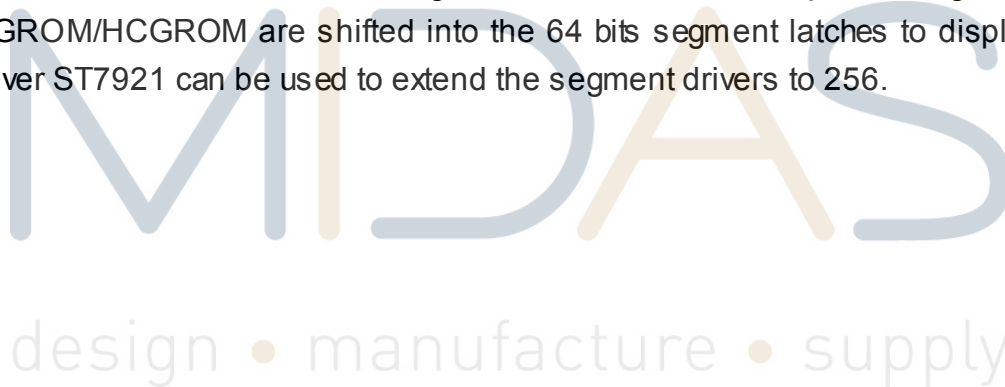 GROM/HCGROM are shifted into the 64 bits segment latches to displ
ver ST7921 can be used to extend the segment drivers to 256.
MIDAS
design • manufacture • supply